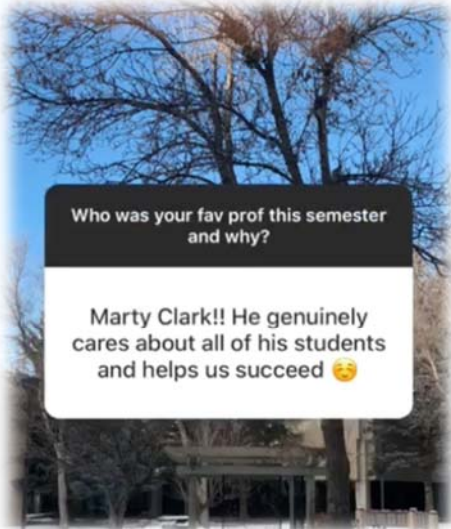 Who was your fav prof this semester
and why?
Marty Clark!! He genuinely
cares about all of his students
and helps us succeed ☺️